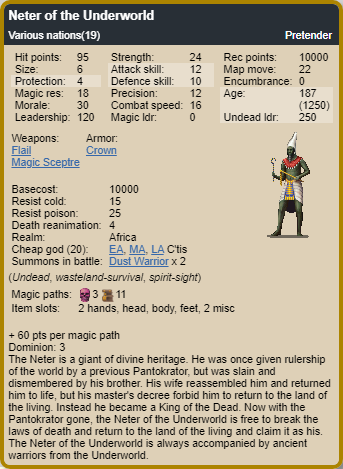 Neter of the Underworld
Various nations(19) Pretender
Hit points: 95 Strength: 24 Rec points: 10000
Size: 6 Attack skill: 12 Map move: 22
Protection: 4 Defence skill: 10 Encumbrance: 0
Magic res: 18 Precision: 12 Age: 187
Morale: 30 Combat speed: 16 (1250)
Leadership: 120 Magic ldr: 0 Undead ldr: 250
Weapons: Armor:
Flail Crown
Magic Sceptre
Basecost: 10000
Resist cold: 15
Resist poison: 25
Death reanimation: 4
Realm: Africa
Cheap god (20): EA, MA, LA C'tis
Summons in battle: Dust Warrior x 2
(Undead, wasteland-survival, spirit-sight)
Magic paths: 3 11
Item slots: 2 hands, head, body, feet, 2 misc
+ 60 pts per magic path
Dominion: 3
The Neter is a giant of divine heritage. He was once given rulership
of the world by a previous Pantokrator, but was slain and
dismembered by his brother. His wife reassembled him and returned
him to life, but his master's decree forbid him to return to the land
of the living. Instead he became a King of the Dead. Now with the
Pantokrator gone, the Neter of the Underworld is free to break the
laws of death and return to the land of the living and claim it as his.
The Neter of the Underworld is always accompanied by ancient
warriors from the Underworld.